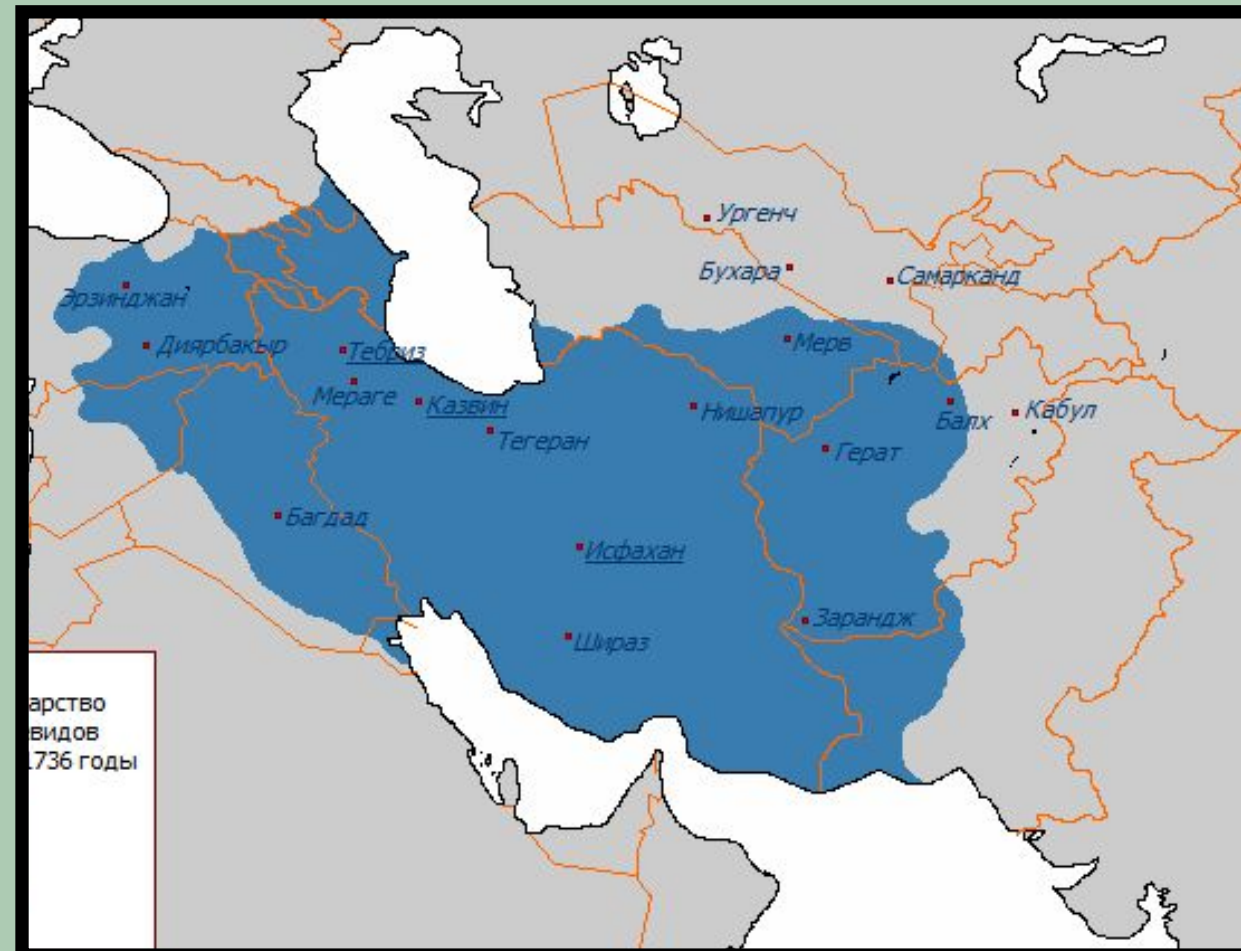 Ургенч
Бухара
Самарканд
Эрзинджан
Диярбакыр
Тебриз
Мерв
Мераге
Казвин
Нишапур
Балх
Кабул
Тегеран
Герат
Багдад
Исфахан
Зарандж
Шираз
арство
евидов
1736 годы